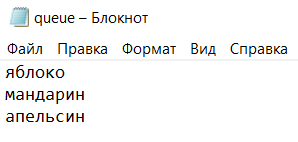 queue – Блокнот
Файл Правка Формат Вид Справка
яблоко
мандарин
апельсин